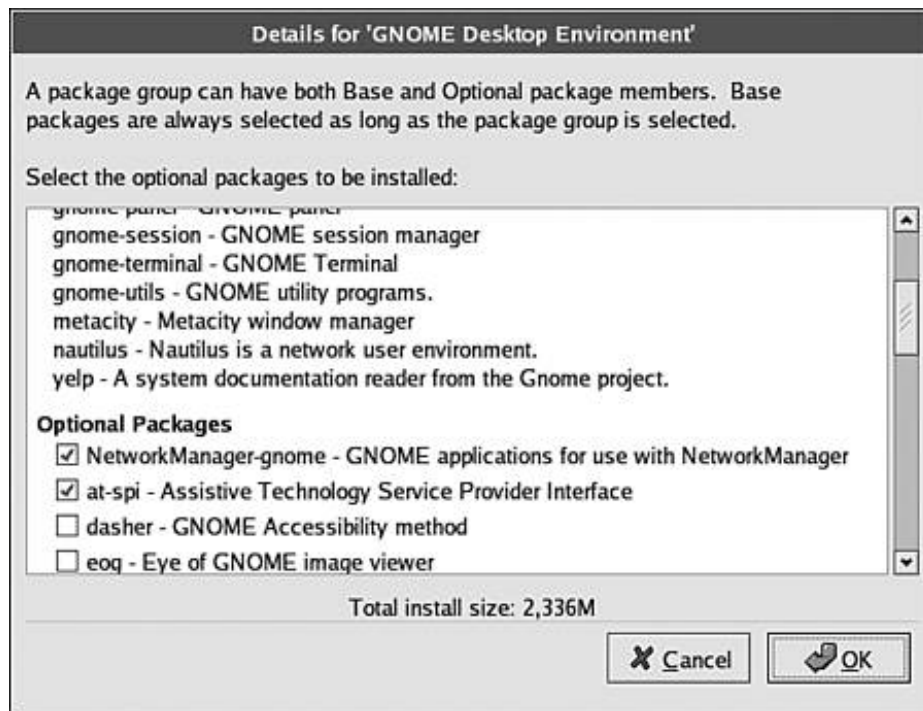 Details for 'GNOME Desktop Environment'
A package group can have both Base and Optional package members. Base
packages are always selected as long as the package group is selected.
Select the optional packages to be installed:
gnome-panel - GNOME panel
gnome-session - GNOME session manager
gnome-terminal - GNOME Terminal
gnome-utils - GNOME utility programs.
metacity - Metacity window manager
nautilus - Nautilus is a network user environment.
yelp - A system documentation reader from the Gnome project.
Optional Packages
NetworkManager-gnome - GNOME applications for use with NetworkManager
at-spi - Assistive Technology Service Provider Interface
dasher - GNOME Accessibility method
eog - Eye of GNOME image viewer
Total install size: 2,336M
Cancel
OK